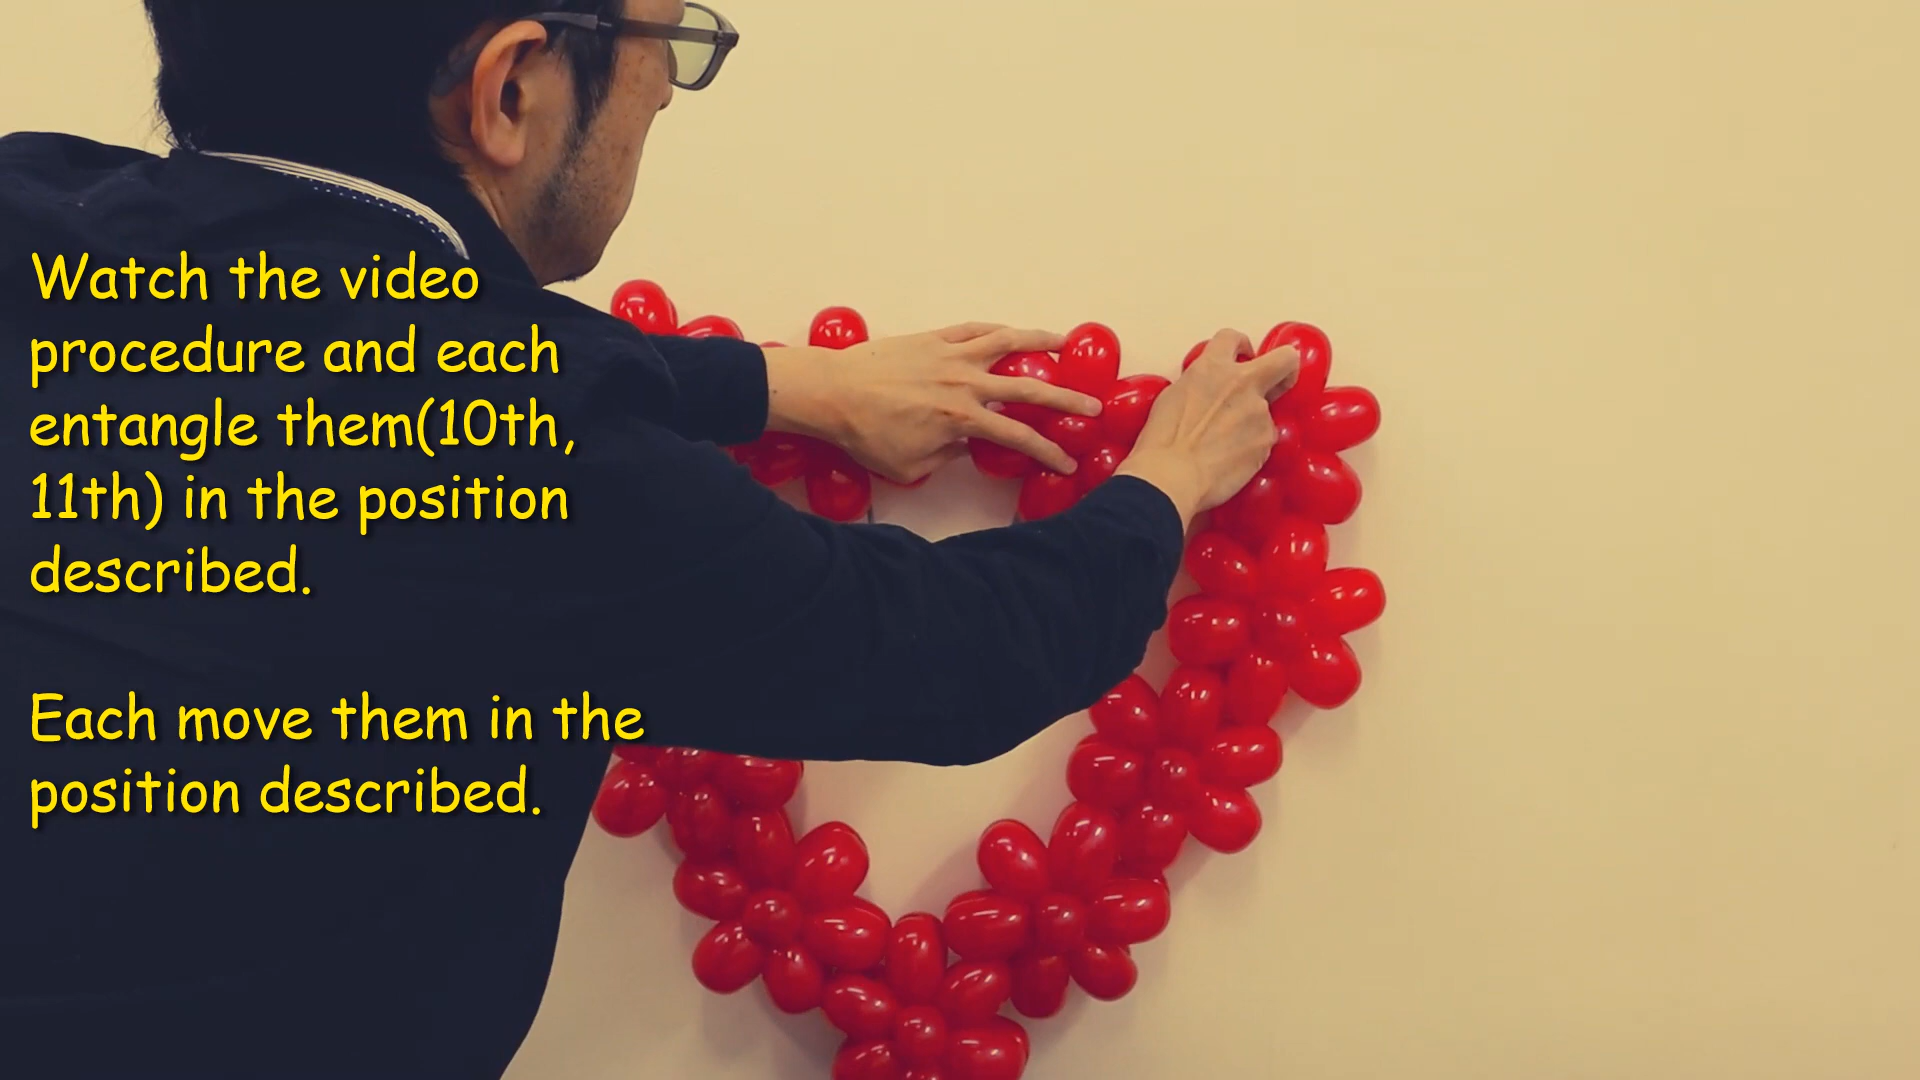 Watch the video
procedure and each
entangle them(10th,
11th) in the position
described.
Each move them in the
position described.